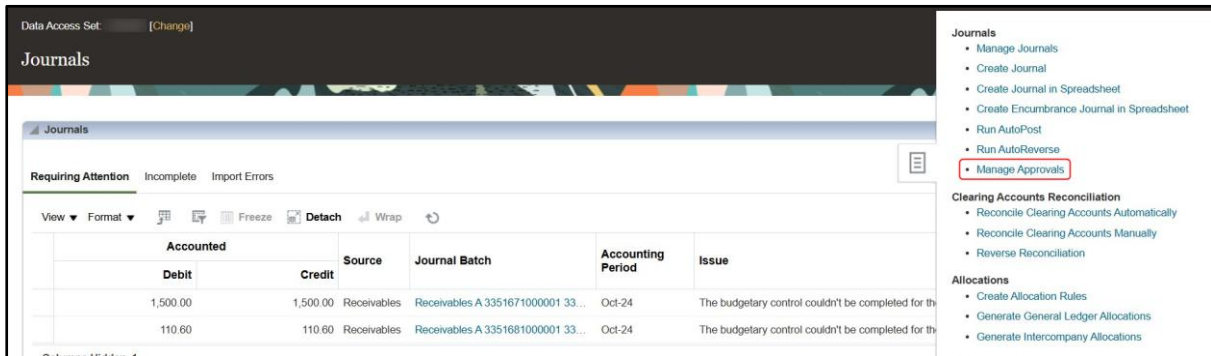 Data Access Set: [Change]
Journals
Journals
Requiring Attention Incomplete Import Errors
View Format Freeze Detach Wrap
Accounted
Debit Credit Source Journal Batch Accounting Period Issue
1,500.00 1,500.00 Receivables Receivables A 3351671000001 33... Oct-24 The budgetary control couldn't be completed for th
110.60 110.60 Receivables Receivables A 3351681000001 33... Oct-24 The budgetary control couldn't be completed for th
Journals
• Manage Journals
• Create Journal
• Create Journal in Spreadsheet
• Create Encumbrance Journal in Spreadsheet
• Run AutoPost
• Run AutoReverse
• Manage Approvals
Clearing Accounts Reconciliation
• Reconcile Clearing Accounts Automatically
• Reconcile Clearing Accounts Manually
• Reverse Reconciliation
Allocations
• Create Allocation Rules
• Generate General Ledger Allocations
• Generate Intercompany Allocations